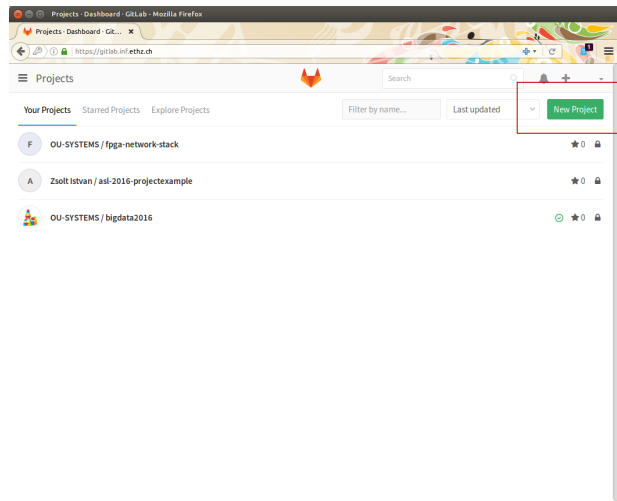 Projects · Dashboard · GitLab - Mozilla Firefox
Projects · Dashboard · Git...
https://gitlab.inf.ethz.ch
1
Projects
Search
Your Projects Starred Projects Explore Projects Filter by name... Last updated New Project
F OU-SYSTEMS / fpga-network-stack 0
A Zsolt Istvan / asl-2016-projectexample 0
OU-SYSTEMS / bigdata2016 0